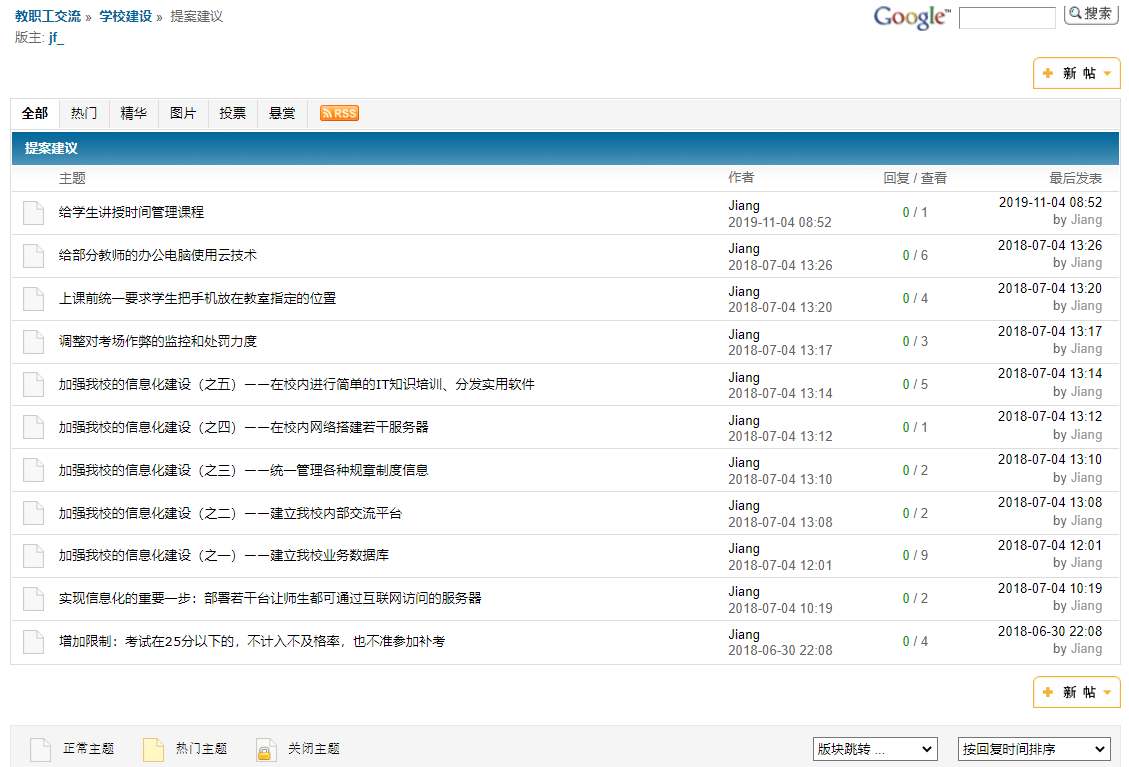 教职工交流 » 学校建设 » 提案建议
版主: jf_
Google™ 搜索
新 帖
全部 热门 精华 图片 投票 悬赏 RSS
提案建议
主题 作者 回复 / 查看 最后发表
给学生讲授时间管理课程 Jiang 2019-11-04 08:52 0 / 1 2019-11-04 08:52 by Jiang
给部分教师的办公电脑使用云技术 Jiang 2018-07-04 13:26 0 / 6 2018-07-04 13:26 by Jiang
上课前统一要求学生把手机放在教室指定的位置 Jiang 2018-07-04 13:20 0 / 4 2018-07-04 13:20 by Jiang
调整对考场作弊的监控和处罚力度 Jiang 2018-07-04 13:17 0 / 3 2018-07-04 13:17 by Jiang
加强我校的信息化建设（之五）——在校内进行简单的IT知识培训、分发实用软件 Jiang 2018-07-04 13:14 0 / 5 2018-07-04 13:14 by Jiang
加强我校的信息化建设（之四）——在校内网络搭建若干服务器 Jiang 2018-07-04 13:12 0 / 1 2018-07-04 13:12 by Jiang
加强我校的信息化建设（之三）——统一管理各种规章制度信息 Jiang 2018-07-04 13:10 0 / 2 2018-07-04 13:10 by Jiang
加强我校的信息化建设（之二）——建立我校内部交流平台 Jiang 2018-07-04 13:08 0 / 2 2018-07-04 13:08 by Jiang
加强我校的信息化建设（之一）——建立我校业务数据库 Jiang 2018-07-04 12:01 0 / 9 2018-07-04 12:01 by Jiang
实现信息化的重要一步：部署若干台让师生都可通过互联网访问的服务器 Jiang 2018-07-04 10:19 0 / 2 2018-07-04 10:19 by Jiang
增加限制：考试在25分以下的，不计入不及格率，也不准参加补考 Jiang 2018-06-30 22:08 0 / 4 2018-06-30 22:08 by Jiang
新 帖
正常主题 热门主题 关闭主题 版块跳转 ... 按回复时间排序